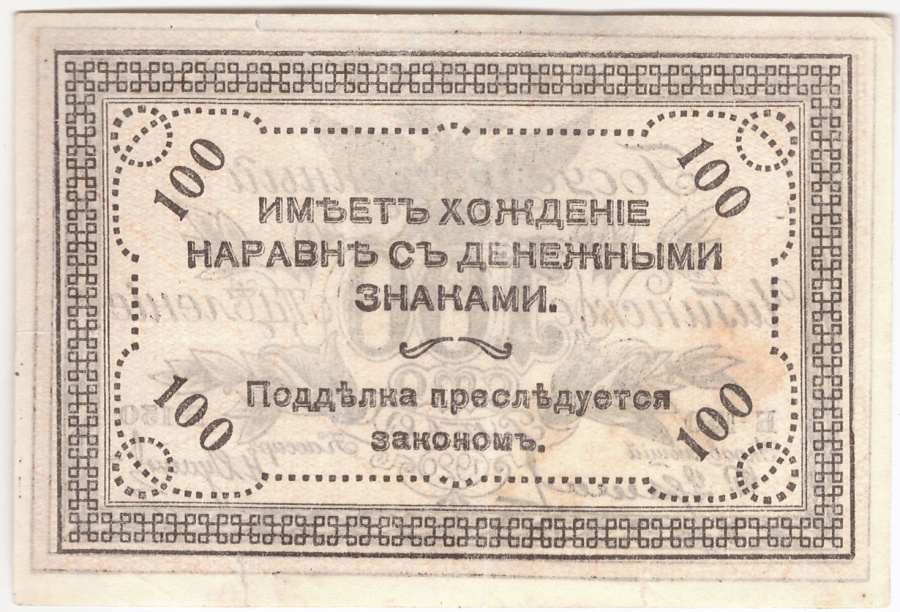 100 100
ИМѢЕТЪ ХОЖДЕНІЕ
НАРАВНѢ СЪ ДЕНЕЖНЫМИ
ЗНАКАМИ.
Поддѣлка преслѣдуется
закономъ.
100 100